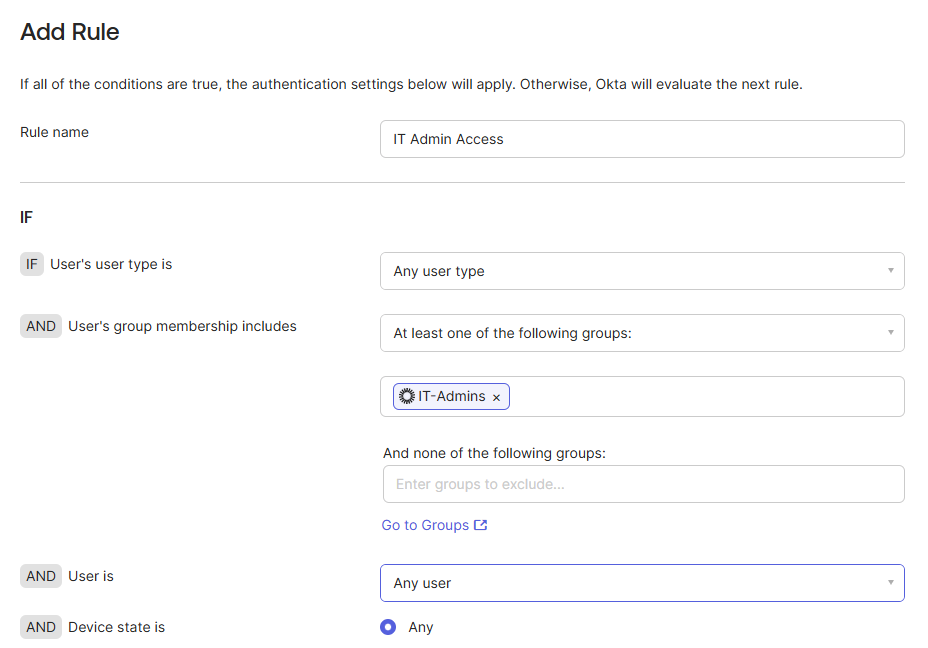 Add Rule
If all of the conditions are true, the authentication settings below will apply. Otherwise, Okta will evaluate the next rule.
Rule name
IT Admin Access
IF
IF User's user type is
Any user type
AND User's group membership includes
At least one of the following groups:
IT-Admins ×
And none of the following groups:
Enter groups to exclude...
Go to Groups
AND User is
Any user
AND Device state is
Any